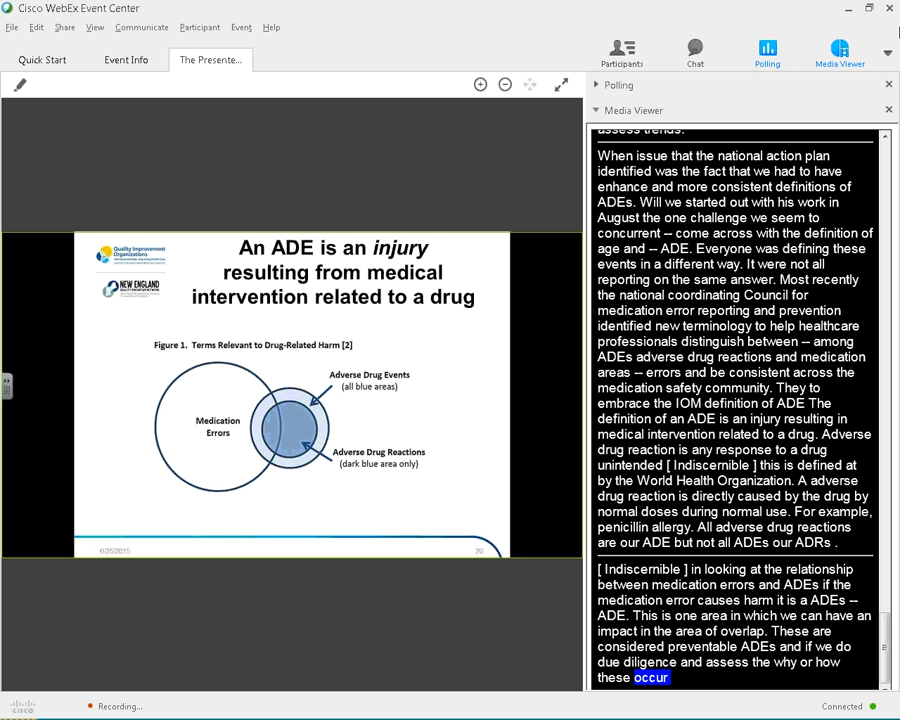 Cisco WebEx Event Center
File Edit Share View Communicate Participant Event Help
Quick Start Event Info The Presente...
Participants Chat Polling Media Viewer
Polling
Media Viewer
Quality Improvement
Organizations
NEW ENGLAND
An ADE is an injury
resulting from medical
intervention related to a drug
Figure 1. Terms Relevant to Drug-Related Harm [2]
Adverse Drug Events
(all blue areas)
Medication
Errors
Adverse Drug Reactions
(dark blue area only)
6/25/2015 20
assess trends.
When issue that the national action plan
identified was the fact that we had to have
enhance and more consistent definitions of
ADEs. Will we started out with his work in
August the one challenge we seem to
concurrent -- come across with the definition of
age and -- ADE. Everyone was defining these
events in a different way. It were not all
reporting on the same answer. Most recently
the national coordinating Council for
medication error reporting and prevention
identified new terminology to help healthcare
professionals distinguish between -- among
ADEs adverse drug reactions and medication
areas -- errors and be consistent across the
medication safety community. They to
embrace the IOM definition of ADE The
definition of an ADE is an injury resulting in
medical intervention related to a drug. Adverse
drug reaction is any response to a drug
unintended [ Indiscernible ] this is defined at
by the World Health Organization. A adverse
drug reaction is directly caused by the drug by
normal doses during normal use. For example,
penicillin allergy. All adverse drug reactions
are our ADE but not all ADEs our ADRs .
[ Indiscernible ] in looking at the relationship
between medication errors and ADEs if the
medication error causes harm it is a ADEs --
ADE. This is one area in which we can have an
impact in the area of overlap. These are
considered preventable ADEs and if we do
due diligence and assess the why or how
these occur
cisco Recording... Connected